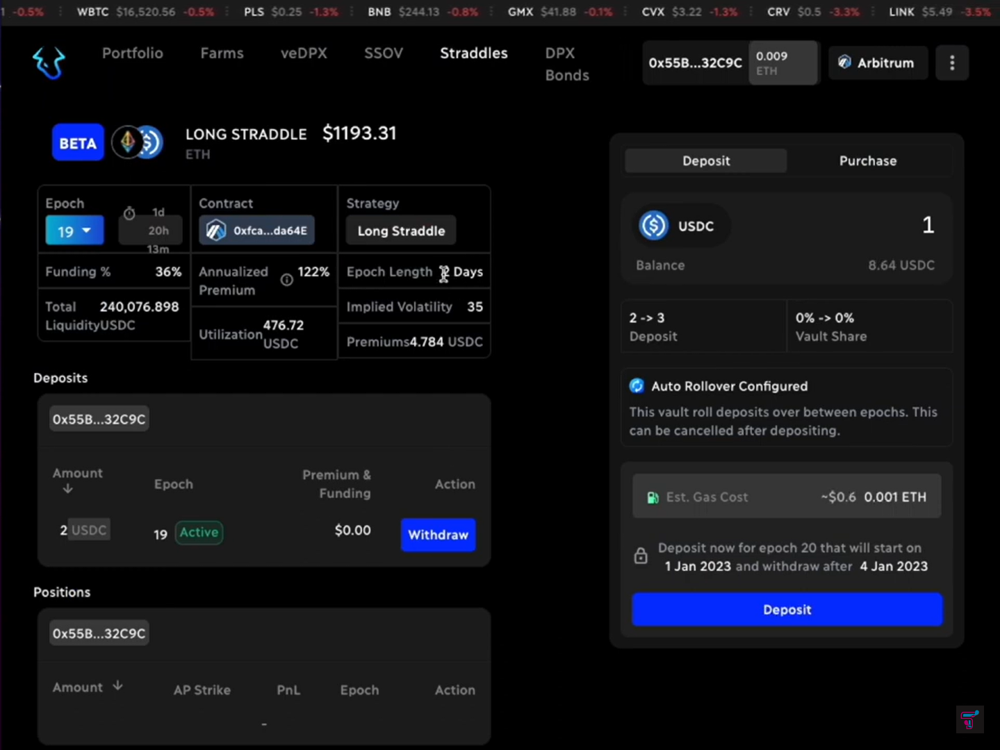 1 -0.5% WBTC $16,520.56 -0.5% PLS $0.25 -1.3% BNB $244.13 -0.8% GMX $41.88 -0.1% CVX $3.22 -1.3% CRV $0.5 -3.3% LINK $5.49 -3.5%
Portfolio Farms veDPX SSOV Straddles DPX
Bonds
0x55B...32C9C 0.009
ETH
Arbitrum
BETA
LONG STRADDLE $1193.31
ETH
Epoch
19
1d
20h
13m
Contract
0xfca...da64E
Strategy
Long Straddle
Funding % 36%
Annualized
Premium 122%
Epoch Length Days
Total
Liquidity 240,076.898
USDC
Utilization 476.72
USDC
Implied Volatility 35
Premiums 4.784 USDC
Deposits
0x55B...32C9C
Amount Epoch Premium &
Funding Action
2 USDC 19 Active $0.00 Withdraw
Positions
0x55B...32C9C
Amount AP Strike PnL Epoch Action
-
Deposit Purchase
USDC 1
Balance 8.64 USDC
2 -> 3
Deposit
0% -> 0%
Vault Share
Auto Rollover Configured
This vault roll deposits over between epochs. This
can be cancelled after depositing.
Est. Gas Cost ~$0.6 0.001 ETH
Deposit now for epoch 20 that will start on
1 Jan 2023 and withdraw after 4 Jan 2023
Deposit